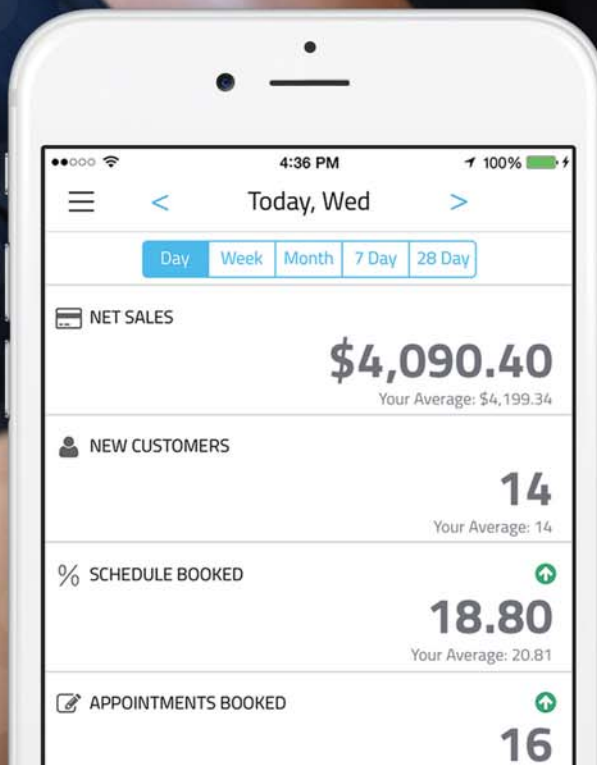 4:36 PM
100%
< Today, Wed >
Day Week Month 7 Day 28 Day
NET SALES
$4,090.40
Your Average: $4,199.34
NEW CUSTOMERS
14
Your Average: 14
% SCHEDULE BOOKED
18.80
Your Average: 20.81
APPOINTMENTS BOOKED
16